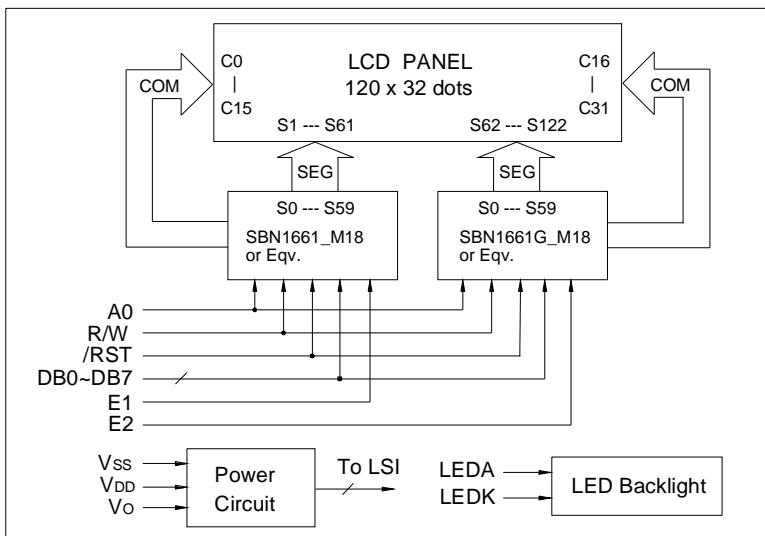 LCD PANEL
120 x 32 dots
C0
|
C15
C16
|
C31
COM
COM
S1 --- S61
S62 --- S122
SEG
SEG
S0 --- S59
SBN1661_M18
or Eqv.
S0 --- S59
SBN1661G_M18
or Eqv.
A0
R/W
/RST
DB0~DB7
E1
E2
VSS
VDD
VO
Power
Circuit
To LSI
LEDA
LEDK
LED Backlight